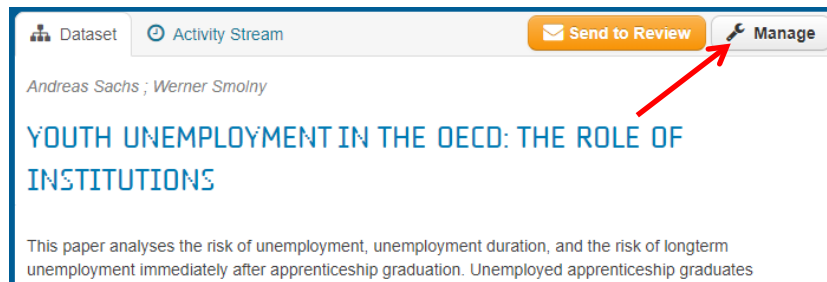 Dataset Activity Stream Send to Review Manage
Andreas Sachs ; Werner Smolny
YOUTH UNEMPLOYMENT IN THE OECD: THE ROLE OF
INSTITUTIONS
This paper analyses the risk of unemployment, unemployment duration, and the risk of longterm
unemployment immediately after apprenticeship graduation. Unemployed apprenticeship graduates